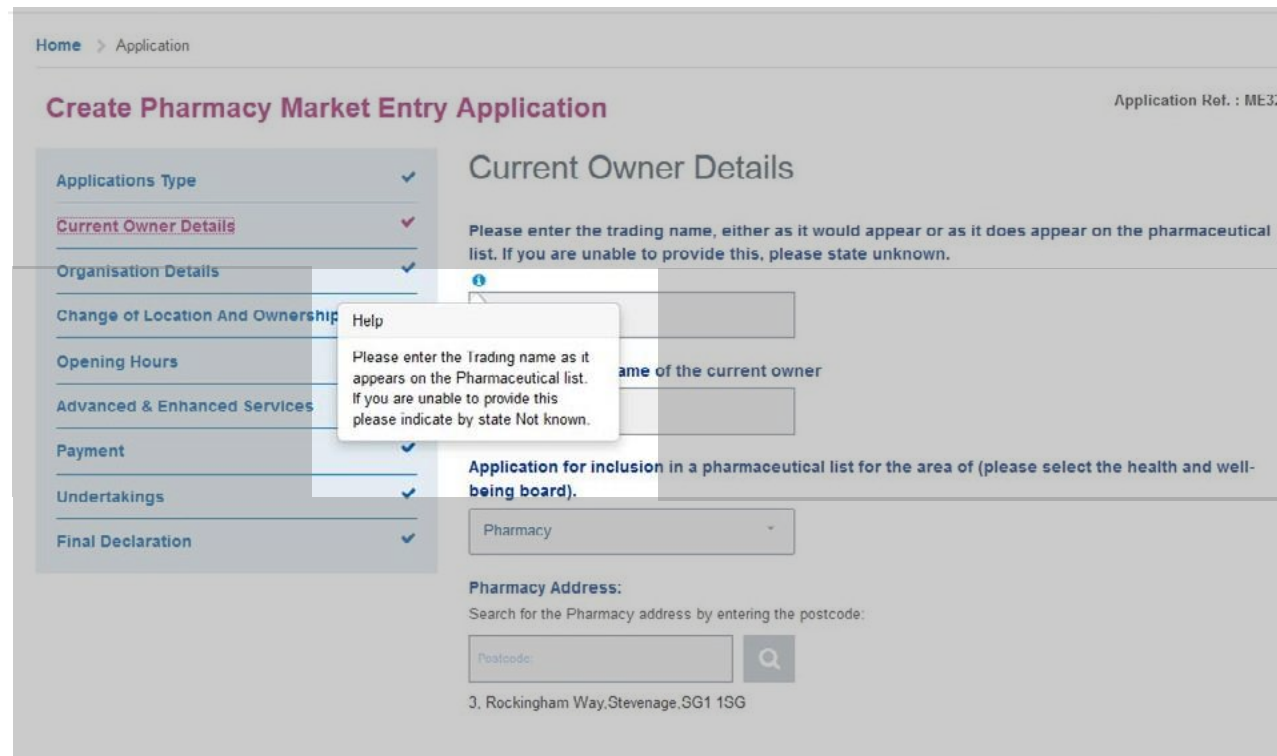 Home > Application
Create Pharmacy Market Entry Application
Application Ref. : ME32
Applications Type
Current Owner Details
Organisation Details
Change of Location And Ownership
Opening Hours
Advanced & Enhanced Services
Payment
Undertakings
Final Declaration
Current Owner Details
Please enter the trading name, either as it would appear or as it does appear on the pharmaceutical
list. If you are unable to provide this, please state unknown.
Help
Please enter the Trading name as it
appears on the Pharmaceutical list.
If you are unable to provide this
please indicate by state Not known.
ame of the current owner
Application for inclusion in a pharmaceutical list for the area of (please select the health and well-
being board).
Pharmacy
Pharmacy Address:
Search for the Pharmacy address by entering the postcode:
Postcode:
3, Rockingham Way,Stevenage,SG1 1SG